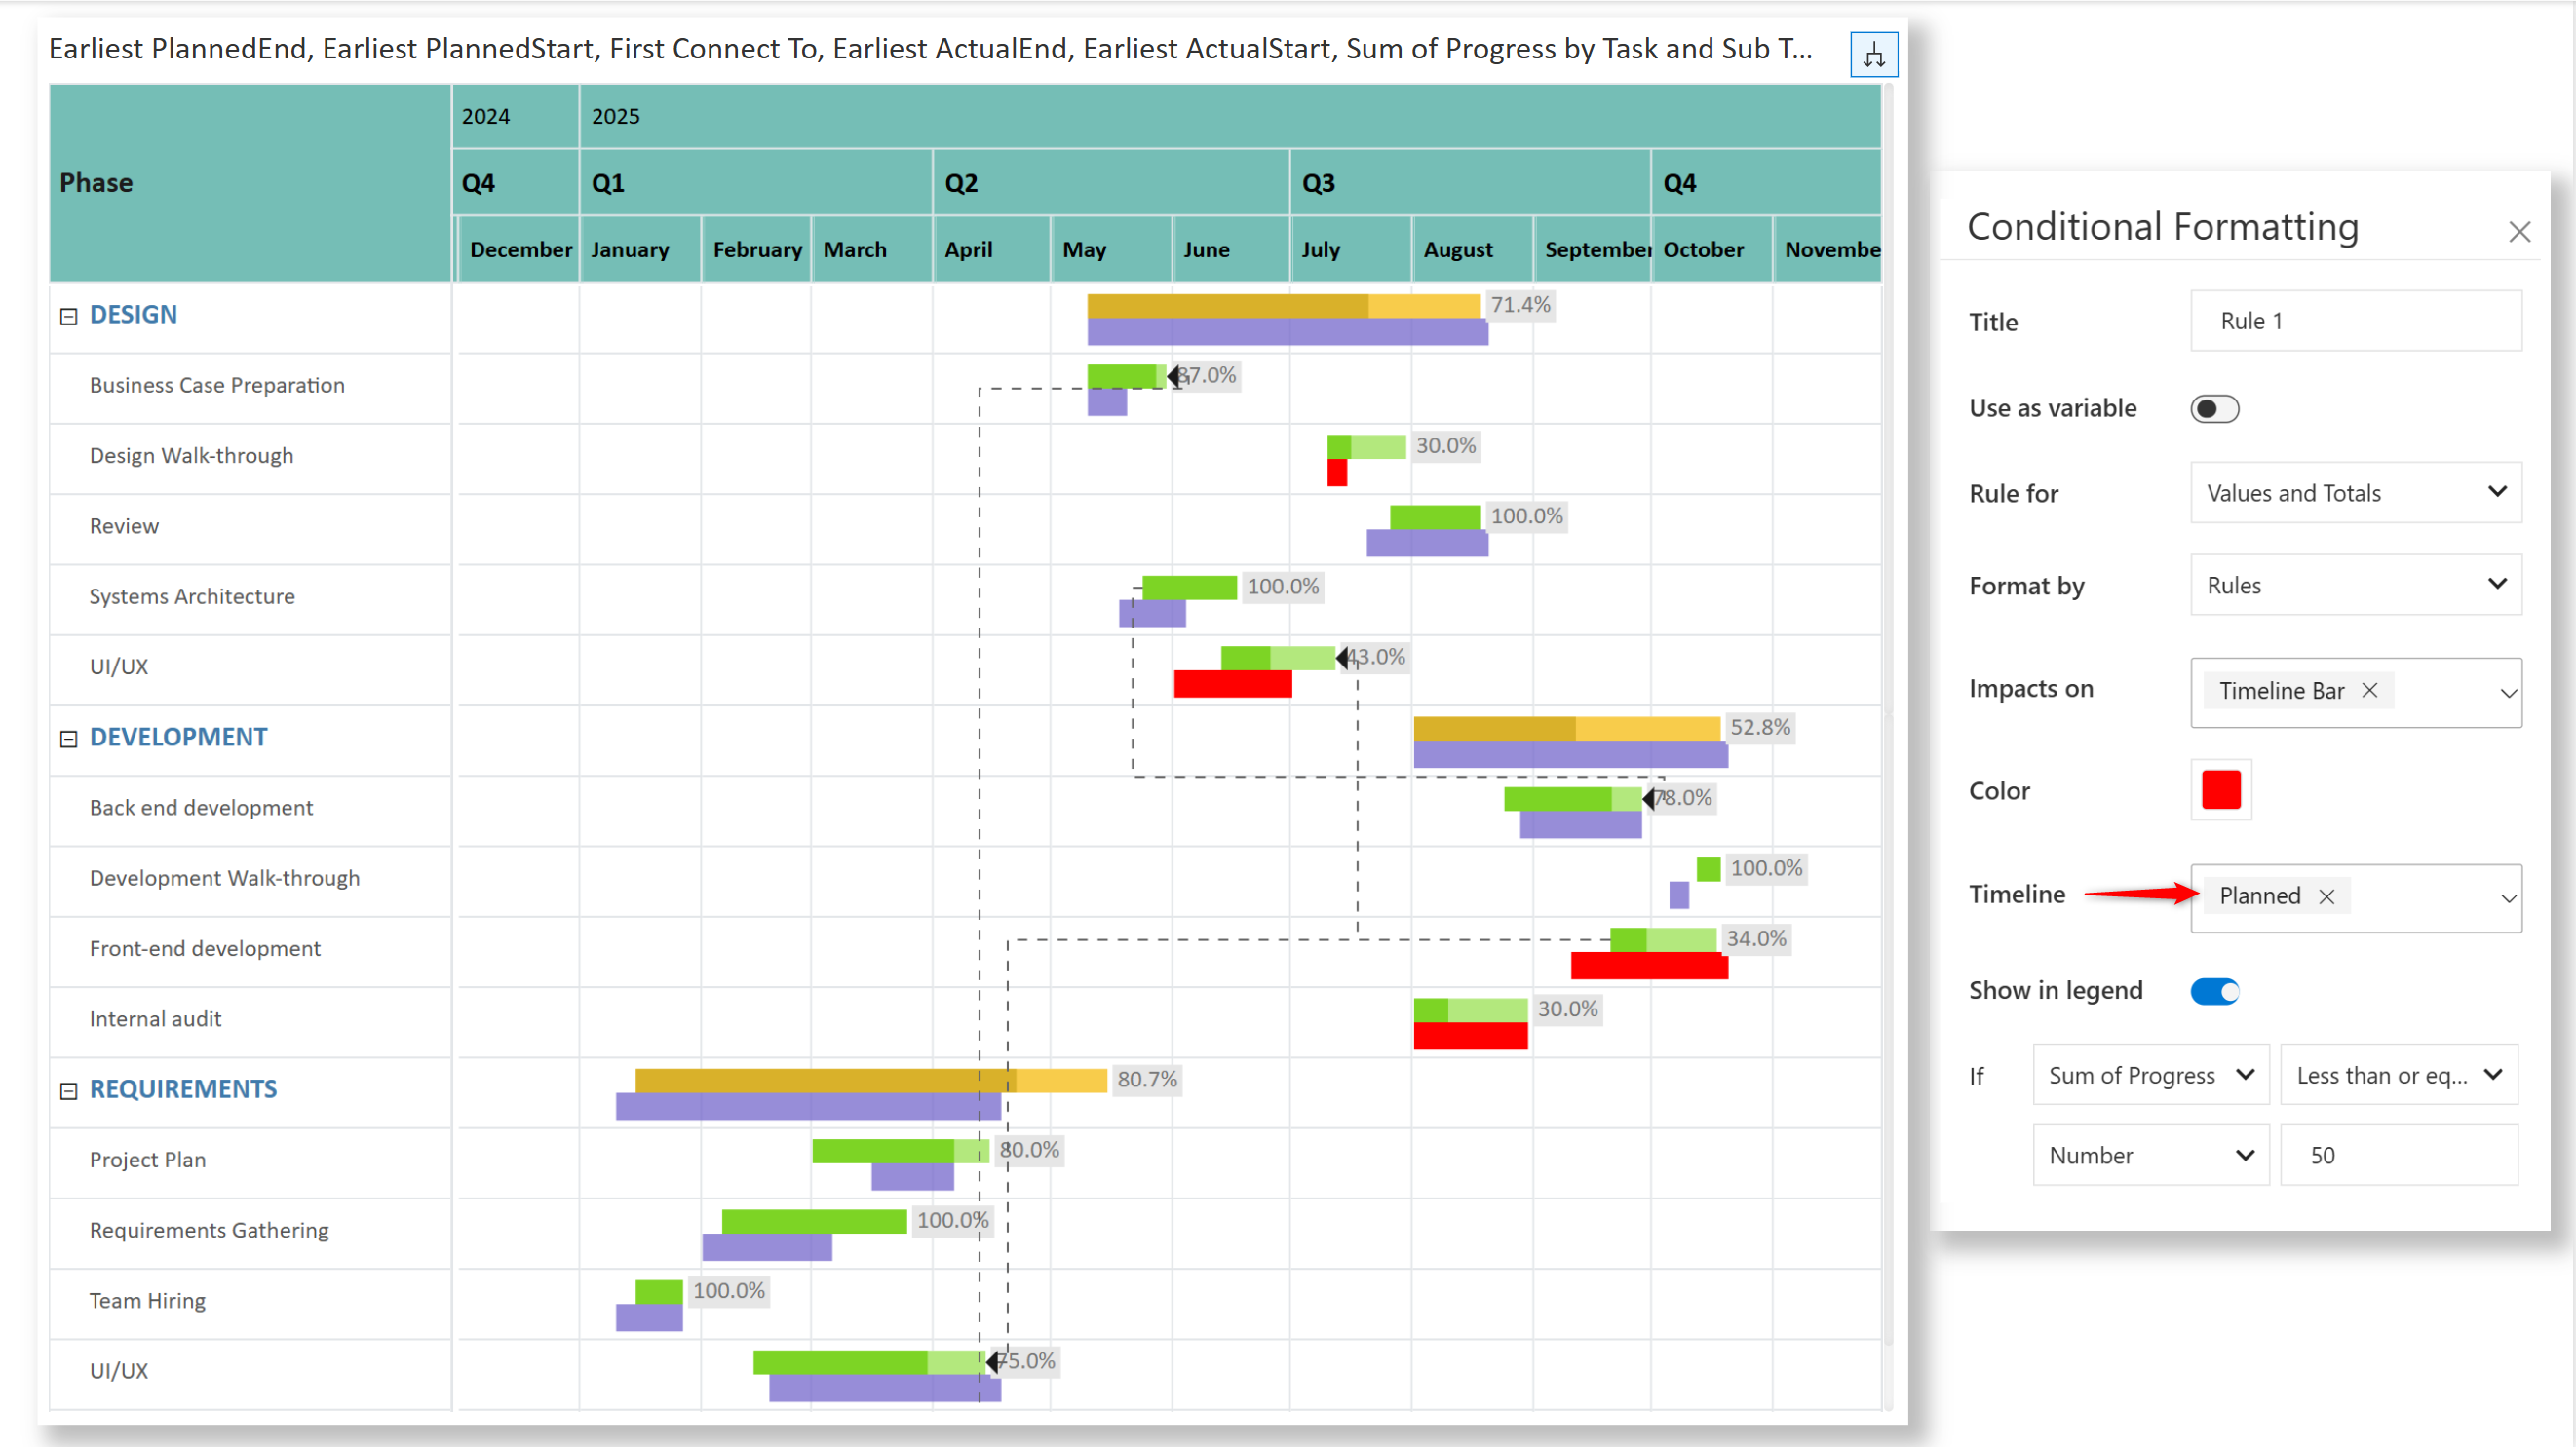 Earliest PlannedEnd, Earliest PlannedStart, First Connect To, Earliest ActualEnd, Earliest ActualStart, Sum of Progress by Task and Sub T...
Phase
2024 2025
Q4 Q1 Q2 Q3 Q4
December January February March April May June July August September October Novembe
DESIGN 71.4%
Business Case Preparation 87.0%
Design Walk-through 30.0%
Review 100.0%
Systems Architecture 100.0%
UI/UX 43.0%
DEVELOPMENT 52.8%
Back end development 78.0%
Development Walk-through 100.0%
Front-end development 34.0%
Internal audit 30.0%
REQUIREMENTS 80.7%
Project Plan 80.0%
Requirements Gathering 100.0%
Team Hiring 100.0%
UI/UX 75.0%
Conditional Formatting
Title Rule 1
Use as variable
Rule for Values and Totals
Format by Rules
Impacts on Timeline Bar
Color
Timeline Planned
Show in legend
If Sum of Progress Less than or eq...
Number 50